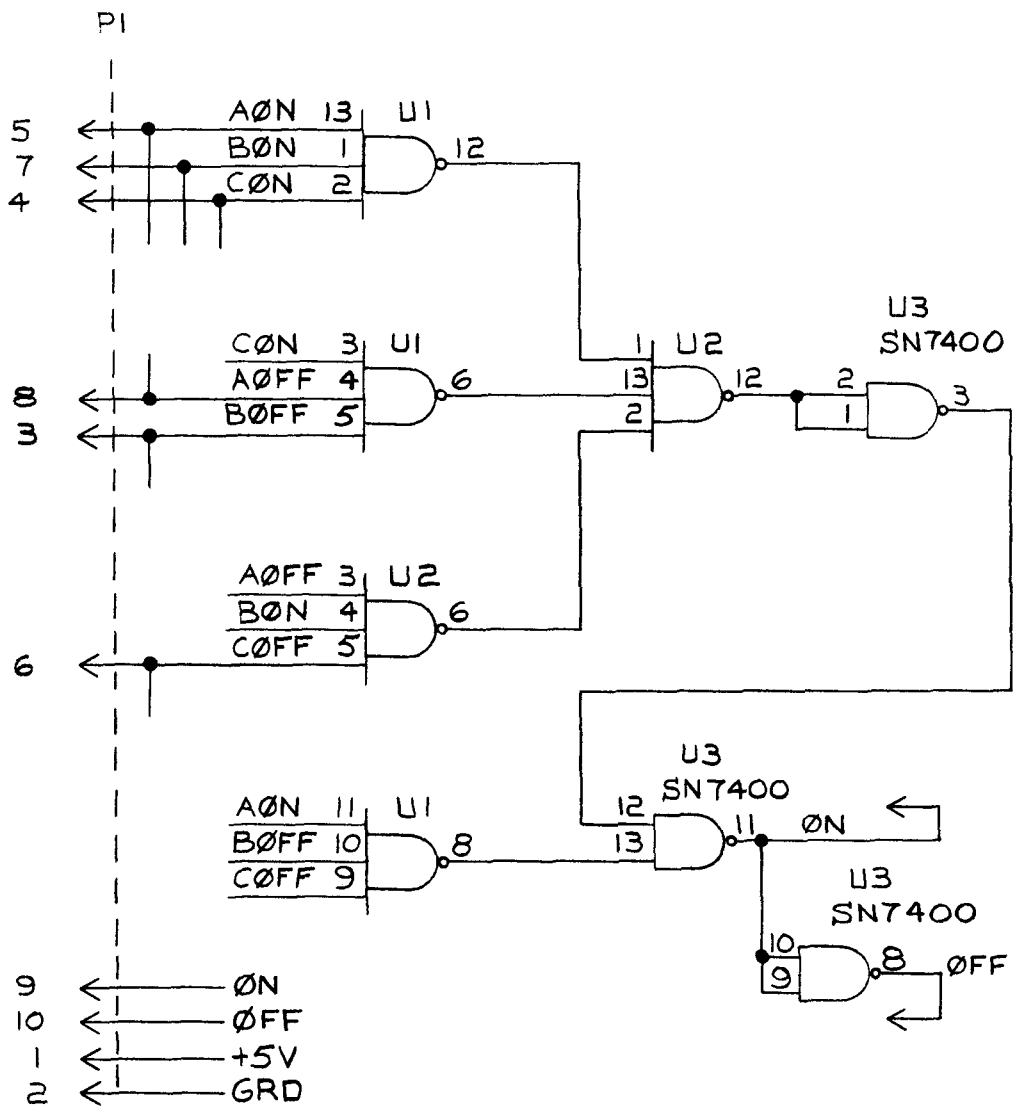 P1
5 AØN 13 U1
7 BØN 1 12
4 CØN 2
U3
SN7400
CØN 3 U1
8 AØFF 4 6
3 BØFF 5
1 U2
13 12
2
2 3
1
AØFF 3 U2
BØN 4 6
6 CØFF 5
U3
SN7400
AØN 11 U1
BØFF 10 8
CØFF 9
12 11 ØN
13
U3
SN7400
10 8 ØFF
9
9 ØN
10 ØFF
1 +5V
2 GRD